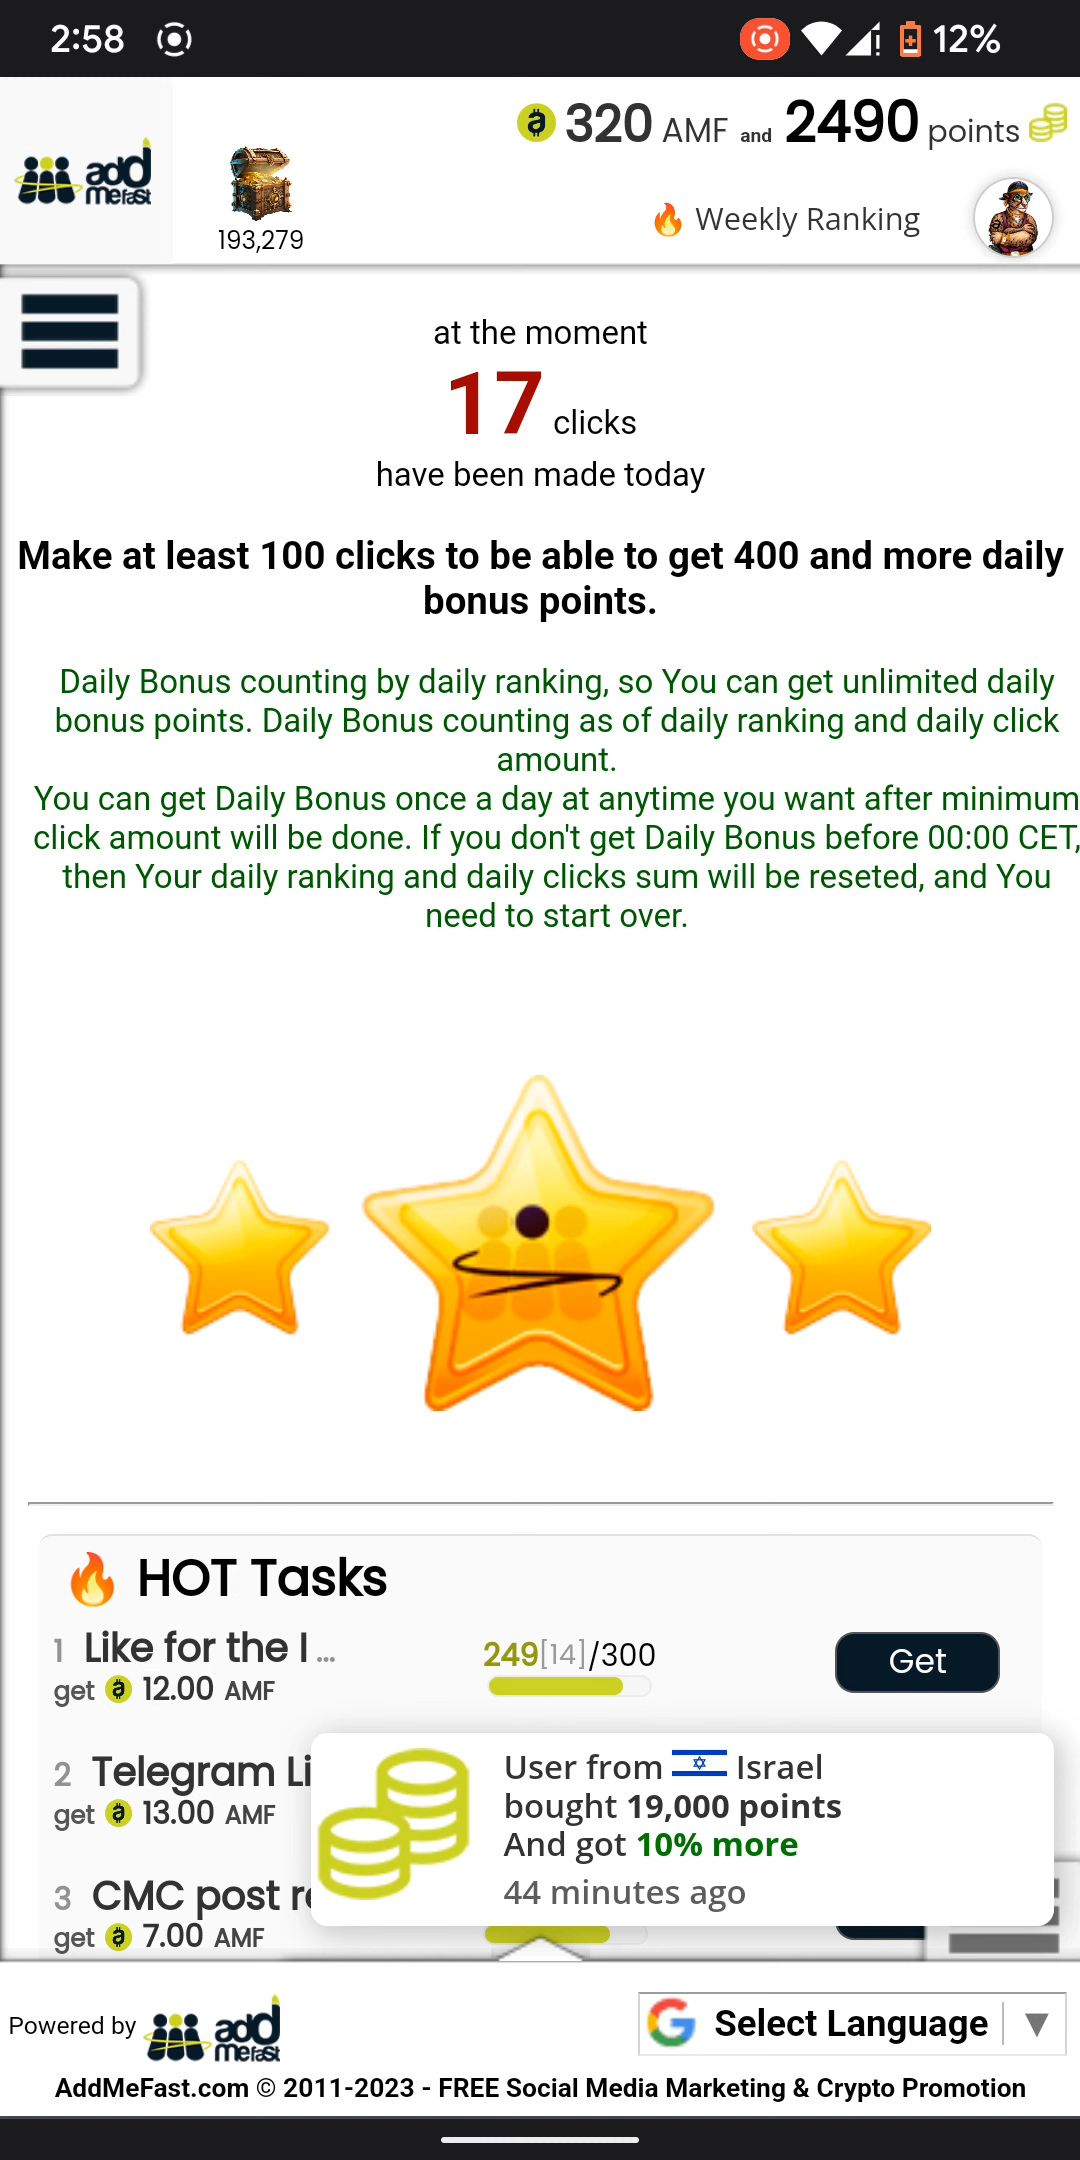 2:58
12%
320 AMF and 2490 points
add
mefast
193,279
Weekly Ranking
at the moment
17 clicks
have been made today
Make at least 100 clicks to be able to get 400 and more daily
bonus points.
Daily Bonus counting by daily ranking, so You can get unlimited daily
bonus points. Daily Bonus counting as of daily ranking and daily click
amount.
You can get Daily Bonus once a day at anytime you want after minimum
click amount will be done. If you don't get Daily Bonus before 00:00 CET,
then Your daily ranking and daily clicks sum will be reseted, and You
need to start over.
HOT Tasks
1 Like for the I ...
249[14]/300
Get
get 12.00 AMF
2 Telegram Li
get 13.00 AMF
User from Israel
bought 19,000 points
And got 10% more
44 minutes ago
3 CMC post
get 7.00 AMF
Powered by add
mefast
Select Language
AddMeFast.com © 2011-2023 - FREE Social Media Marketing & Crypto Promotion